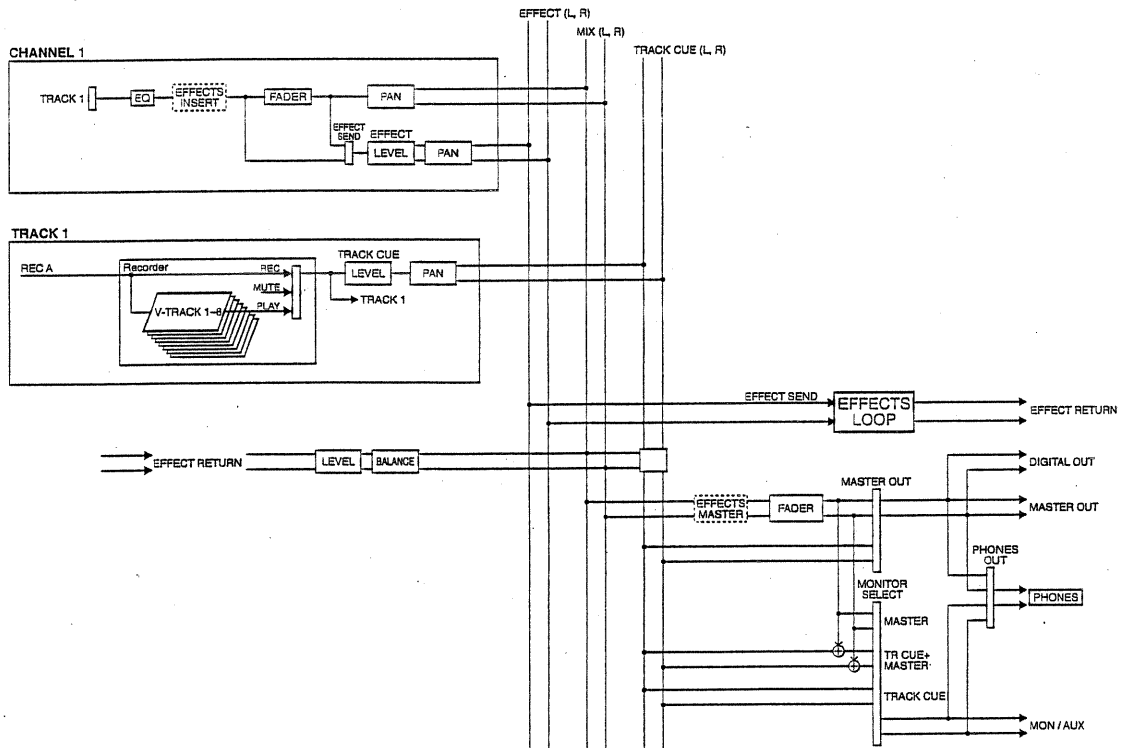 EFFECT (L, R)
MIX (L, R)
TRACK CUE (L, R)
CHANNEL 1
TRACK 1
EQ
EFFECTS
INSERT
FADER
PAN
EFFECT
SEND
EFFECT
LEVEL
PAN
TRACK 1
REC A
Recorder
REC
MUTE
PLAY
V-TRACK 1–8
TRACK CUE
LEVEL
PAN
TRACK 1
EFFECT SEND
EFFECTS
LOOP
EFFECT RETURN
EFFECT RETURN
LEVEL
BALANCE
DIGITAL OUT
MASTER OUT
EFFECTS
MASTER
FADER
MASTER OUT
PHONES
OUT
PHONES
MONITOR
SELECT
MASTER
TR CUE+
MASTER
TRACK CUE
MON / AUX